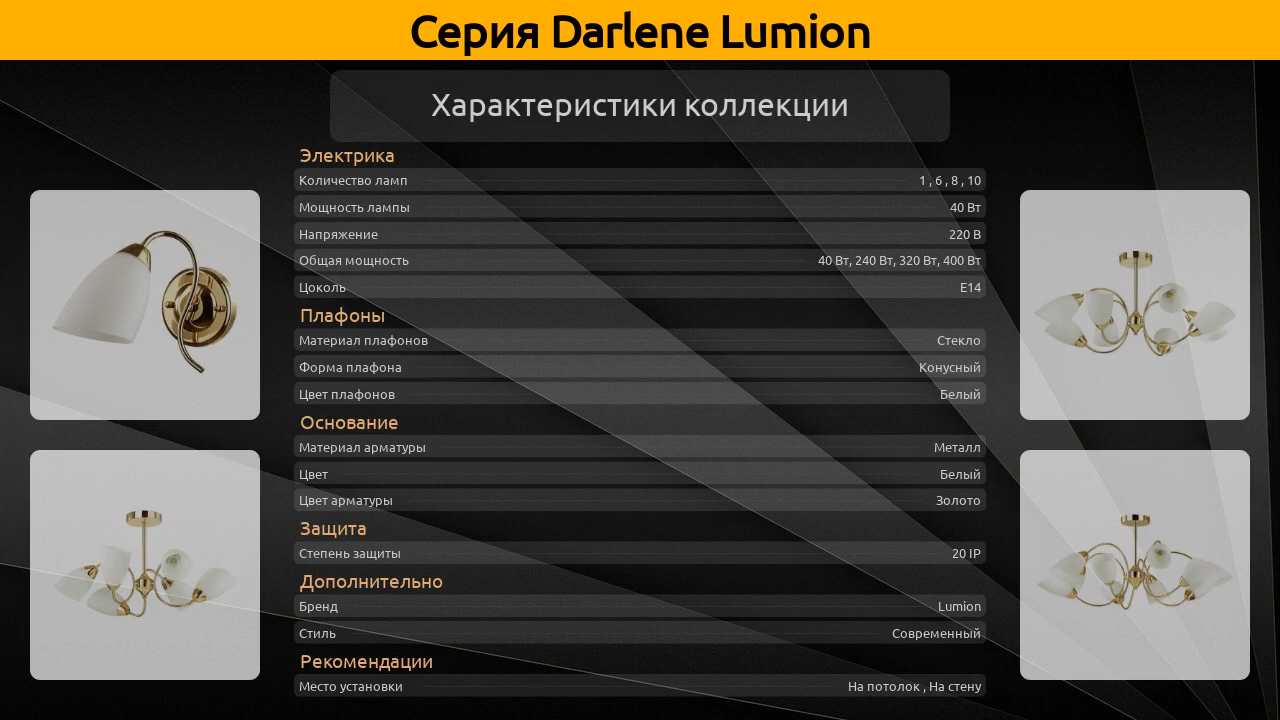 Серия Darlene Lumion
Характеристики коллекции
Электрика
Количество ламп 1 , 6 , 8 , 10
Мощность лампы 40 Вт
Напряжение 220 В
Общая мощность 40 Вт, 240 Вт, 320 Вт, 400 Вт
Цоколь E14
Плафоны
Материал плафонов Стекло
Форма плафона Конусный
Цвет плафонов Белый
Основание
Материал арматуры Металл
Цвет Белый
Цвет арматуры Золото
Защита
Степень защиты 20 IP
Дополнительно
Бренд Lumion
Стиль Современный
Рекомендации
Место установки На потолок , На стену